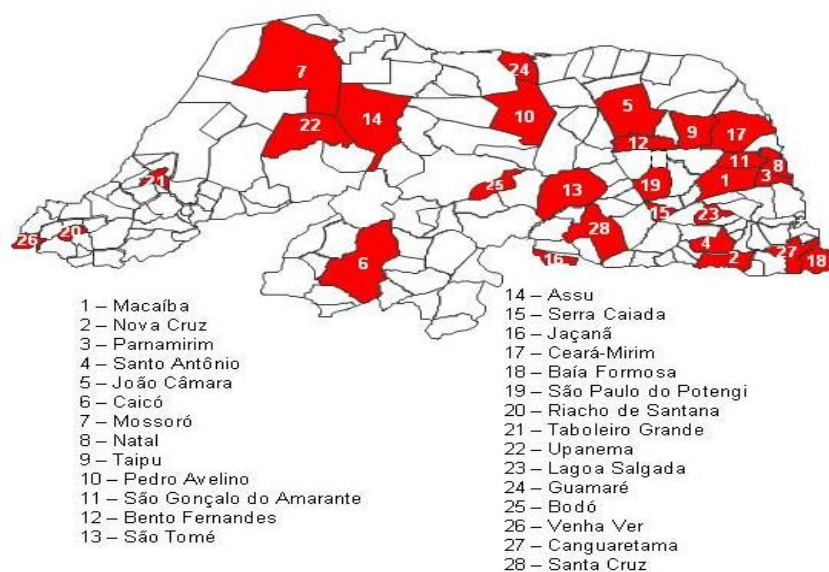 24
7
5
10
14
9
17
22
12
11
8
1
3
21
25
13
19
15
23
28
20
26
6
4
16
2
27
18
1 – Macaíba
2 – Nova Cruz
3 – Parnamirim
4 – Santo Antônio
5 – João Câmara
6 – Caicó
7 – Mossoró
8 – Natal
9 – Taipu
10 – Pedro Avelino
11 – São Gonçalo do Amarante
12 – Bento Fernandes
13 – São Tomé
14 – Assu
15 – Serra Caiada
16 – Jaçanã
17 – Ceará-Mirim
18 – Baía Formosa
19 – São Paulo do Potengi
20 – Riacho de Santana
21 – Taboleiro Grande
22 – Upanema
23 – Lagoa Salgada
24 – Guamaré
25 – Bodó
26 – Venha Ver
27 – Canguaretama
28 – Santa Cruz